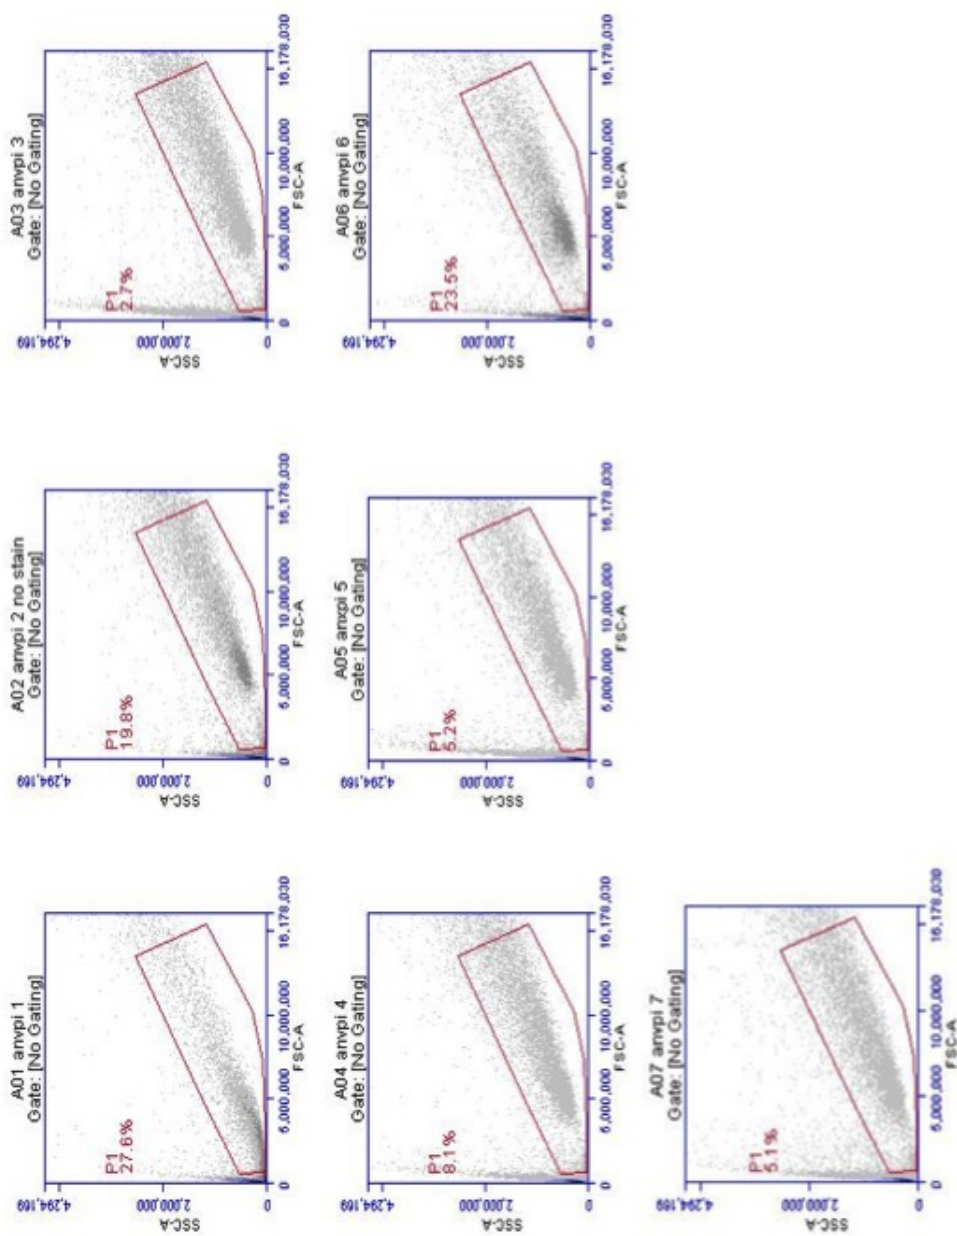 A01 anvpi 1
Gate: [No Gating]
P1
27.6%
4,294,169
2,000,000
0
SSC-A
0
5,000,000
10,000,000
16,178,030
FSC-A
A02 anvpi 2 no stain
Gate: [No Gating]
P1
19.8%
4,294,169
2,000,000
0
SSC-A
0
5,000,000
10,000,000
16,178,030
FSC-A
A03 anvpi 3
Gate: [No Gating]
P1
2.7%
4,294,169
2,000,000
0
SSC-A
0
5,000,000
10,000,000
16,178,030
FSC-A
A04 anvpi 4
Gate: [No Gating]
P1
8.1%
4,294,169
2,000,000
0
SSC-A
0
5,000,000
10,000,000
16,178,030
FSC-A
A05 anxpi 5
Gate: [No Gating]
P1
5.2%
4,294,169
2,000,000
0
SSC-A
0
5,000,000
10,000,000
16,178,030
FSC-A
A06 anvpi 6
Gate: [No Gating]
P1
23.5%
4,294,169
2,000,000
0
SSC-A
0
5,000,000
10,000,000
16,178,030
FSC-A
A07 anvpi 7
Gate: [No Gating]
P1
5.1%
4,294,169
2,000,000
0
SSC-A
0
5,000,000
10,000,000
16,178,030
FSC-A